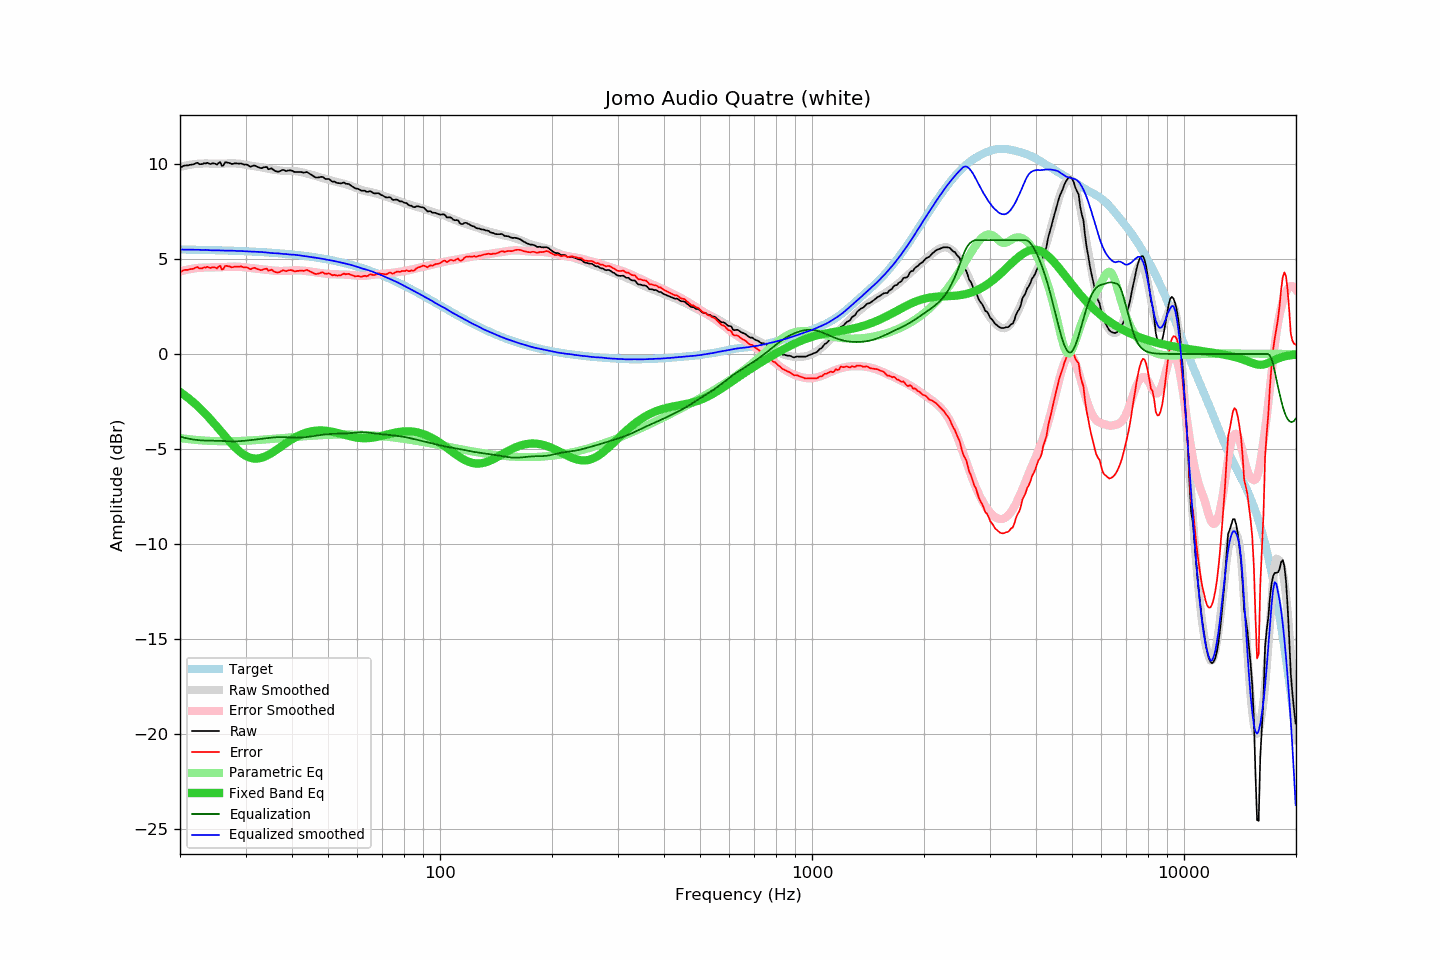 Jomo Audio Quatre (white)
10
5
0
−5
−10
−15
−20
−25
Amplitude (dBr)
Target
Raw Smoothed
Error Smoothed
Raw
Error
Parametric Eq
Fixed Band Eq
Equalization
Equalized smoothed
100
1000
10000
Frequency (Hz)